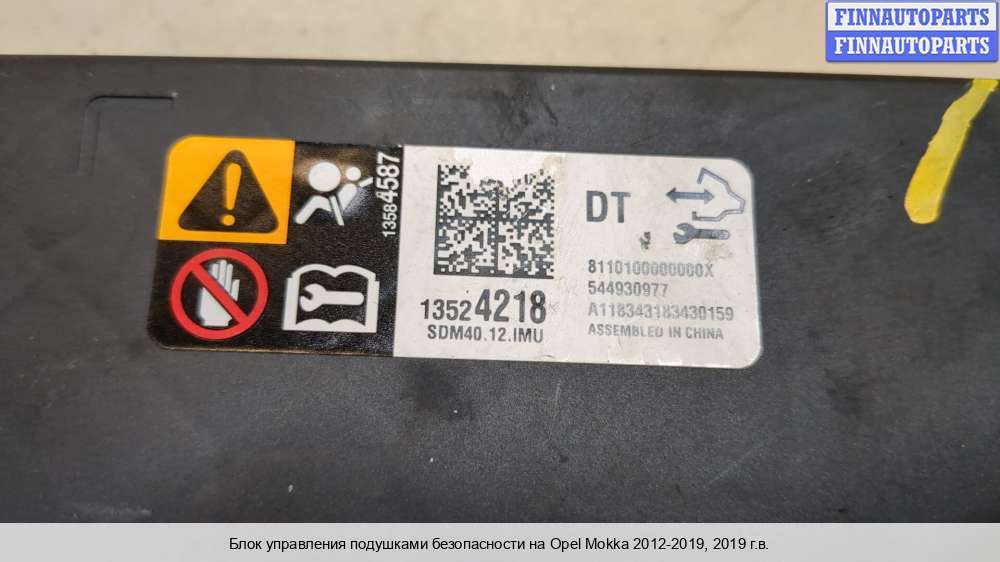 FINNAUTOPARTS
FINNAUTOPARTS
13584587
DT
13524218
SDM40.12.IMU
8110100000000X
544930977
A118343183430159
ASSEMBLED IN CHINA
Блок управления подушками безопасности на Opel Mokka 2012-2019, 2019 г.в.